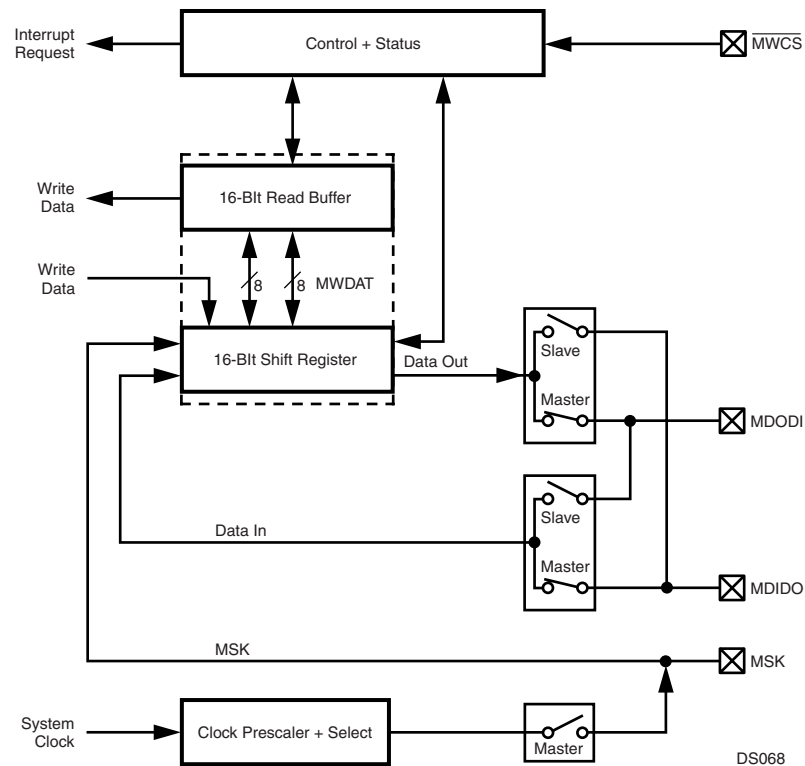 Interrupt
Request
Control + Status
MWCS
16-BIt Read Buffer
Write
Data
Write
Data
8
8
MWDAT
16-BIt Shift Register
Data Out
Slave
Master
MDODI
Slave
Data In
Master
MDIDO
MSK
MSK
System
Clock
Clock Prescaler + Select
Master
DS068